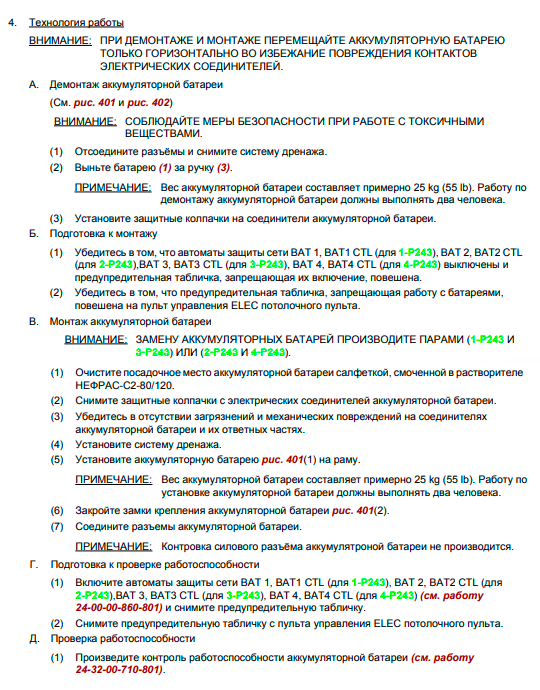 4. Технология работы
ВНИМАНИЕ: ПРИ ДЕМОНТАЖЕ И МОНТАЖЕ ПЕРЕМЕЩАЙТЕ АККУМУЛЯТОРНУЮ БАТАРЕЮ
ТОЛЬКО ГОРИЗОНТАЛЬНО ВО ИЗБЕЖАНИЕ ПОВРЕЖДЕНИЯ КОНТАКТОВ
ЭЛЕКТРИЧЕСКИХ СОЕДИНИТЕЛЕЙ.
А. Демонтаж аккумуляторной батареи
(См. рис. 401 и рис. 402)
ВНИМАНИЕ: СОБЛЮДАЙТЕ МЕРЫ БЕЗОПАСНОСТИ ПРИ РАБОТЕ С ТОКСИЧНЫМИ
ВЕЩЕСТВАМИ.
(1) Отсоедините разъёмы и снимите систему дренажа.
(2) Выньте батарею (1) за ручку (3).
ПРИМЕЧАНИЕ: Вес аккумуляторной батареи составляет примерно 25 kg (55 lb). Работу по
демонтажу аккумуляторной батареи должны выполнять два человека.
(3) Установите защитные колпачки на соединители аккумуляторной батареи.
Б. Подготовка к монтажу
(1) Убедитесь в том, что автоматы защиты сети BAT 1, BAT1 CTL (для 1-P243), BAT 2, BAT2 CTL
(для 2-P243),BAT 3, BAT3 CTL (для 3-P243), BAT 4, BAT4 CTL (для 4-P243) выключены и
предупредительная табличка, запрещающая их включение, повешена.
(2) Убедитесь в том, что предупредительная табличка, запрещающая работу с батареями,
повешена на пульт управления ELEC потолочного пульта.
В. Монтаж аккумуляторной батареи
ВНИМАНИЕ: ЗАМЕНУ АККУМУЛЯТОРНЫХ БАТАРЕЙ ПРОИЗВОДИТЕ ПАРАМИ (1-P243 И
3-P243) ИЛИ (2-P243 И 4-P243).
(1) Очистите посадочное место аккумуляторной батареи салфеткой, смоченной в растворителе
НЕФРАС-С2-80/120.
(2) Снимите защитные колпачки с электрических соединителей аккумуляторной батареи.
(3) Убедитесь в отсутствии загрязнений и механических повреждений на соединителях
аккумуляторной батареи и их ответных частях.
(4) Установите систему дренажа.
(5) Установите аккумуляторную батарею рис. 401(1) на раму.
ПРИМЕЧАНИЕ: Вес аккумуляторной батареи составляет примерно 25 kg (55 lb). Работу по
установке аккумуляторной батареи должны выполнять два человека.
(6) Закройте замки крепления аккумуляторной батареи рис. 401(2).
(7) Соедините разъемы аккумуляторной батареи.
ПРИМЕЧАНИЕ: Контровка силового разъёма аккумулятроной батареи не производится.
Г. Подготовка к проверке работоспособности
(1) Включите автоматы защиты сети BAT 1, BAT1 CTL (для 1-P243), BAT 2, BAT2 CTL (для
2-P243),BAT 3, BAT3 CTL (для 3-P243), BAT 4, BAT4 CTL (для 4-P243) (см. работу
24-00-00-860-801) и снимите предупредительную табличку.
(2) Снимите предупредительную табличку с пульта управления ELEC потолочного пульта.
Д. Проверка работоспособности
(1) Произведите контроль работоспособности аккумуляторной батареи (см. работу
24-32-00-710-801).